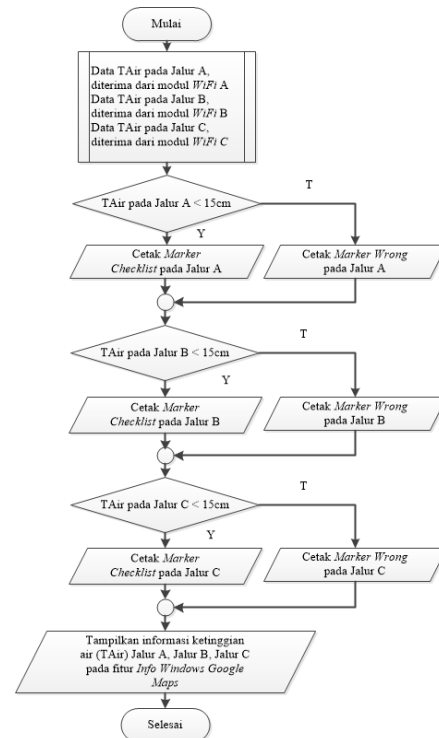 Mulai
Data TAir pada Jalur A,
diterima dari modul WiFi A
Data TAir pada Jalur B,
diterima dari modul WiFi B
Data TAir pada Jalur C,
diterima dari modul WiFi C
TAir pada Jalur A < 15cm
T
Y
Cetak Marker
Checklist pada Jalur A
Cetak Marker Wrong
pada Jalur A
TAir pada Jalur B < 15cm
T
Y
Cetak Marker
Checklist pada Jalur B
Cetak Marker Wrong
pada Jalur B
TAir pada Jalur C < 15cm
T
Y
Cetak Marker
Checklist pada Jalur C
Cetak Marker Wrong
pada Jalur C
Tampilkan informasi ketinggian
air (TAir) Jalur A, Jalur B, Jalur C
pada fitur Info Windows Google
Maps
Selesai